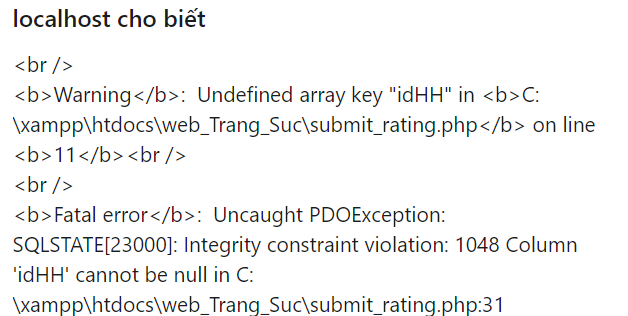 localhost cho biết
<br />
<b>Warning</b>:  Undefined array key "idHH" in <b>C:
\xampp\htdocs\web_Trang_Suc\submit_rating.php</b> on line
<b>11</b><br />
<br />
<b>Fatal error</b>:  Uncaught PDOException:
SQLSTATE[23000]: Integrity constraint violation: 1048 Column
'idHH' cannot be null in C:
\xampp\htdocs\web_Trang_Suc\submit_rating.php:31